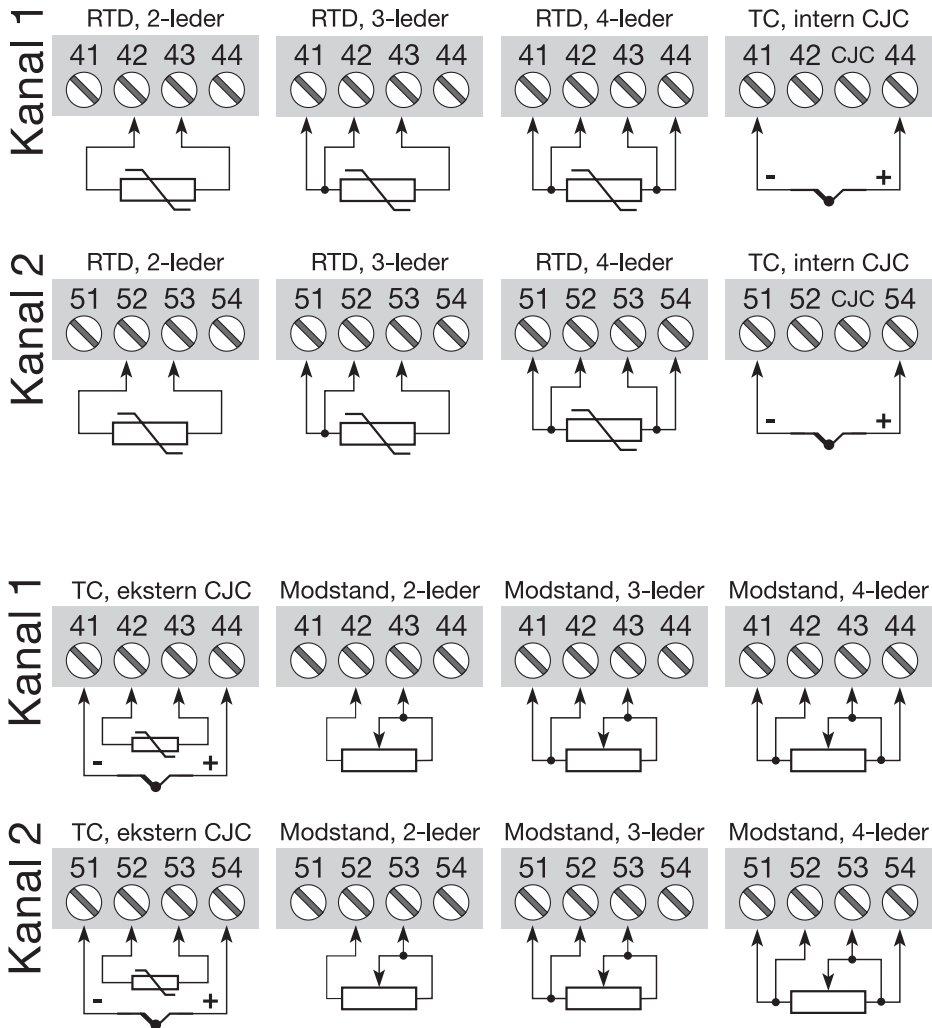 Kanal 1
RTD, 2-leder
41 42 43 44
RTD, 3-leder
41 42 43 44
RTD, 4-leder
41 42 43 44
TC, intern CJC
41 42 CJC 44
- +
Kanal 2
RTD, 2-leder
51 52 53 54
RTD, 3-leder
51 52 53 54
RTD, 4-leder
51 52 53 54
TC, intern CJC
51 52 CJC 54
- +
Kanal 1
TC, ekstern CJC
41 42 43 44
- +
Modstand, 2-leder
41 42 43 44
Modstand, 3-leder
41 42 43 44
Modstand, 4-leder
41 42 43 44
Kanal 2
TC, ekstern CJC
51 52 53 54
- +
Modstand, 2-leder
51 52 53 54
Modstand, 3-leder
51 52 53 54
Modstand, 4-leder
51 52 53 54